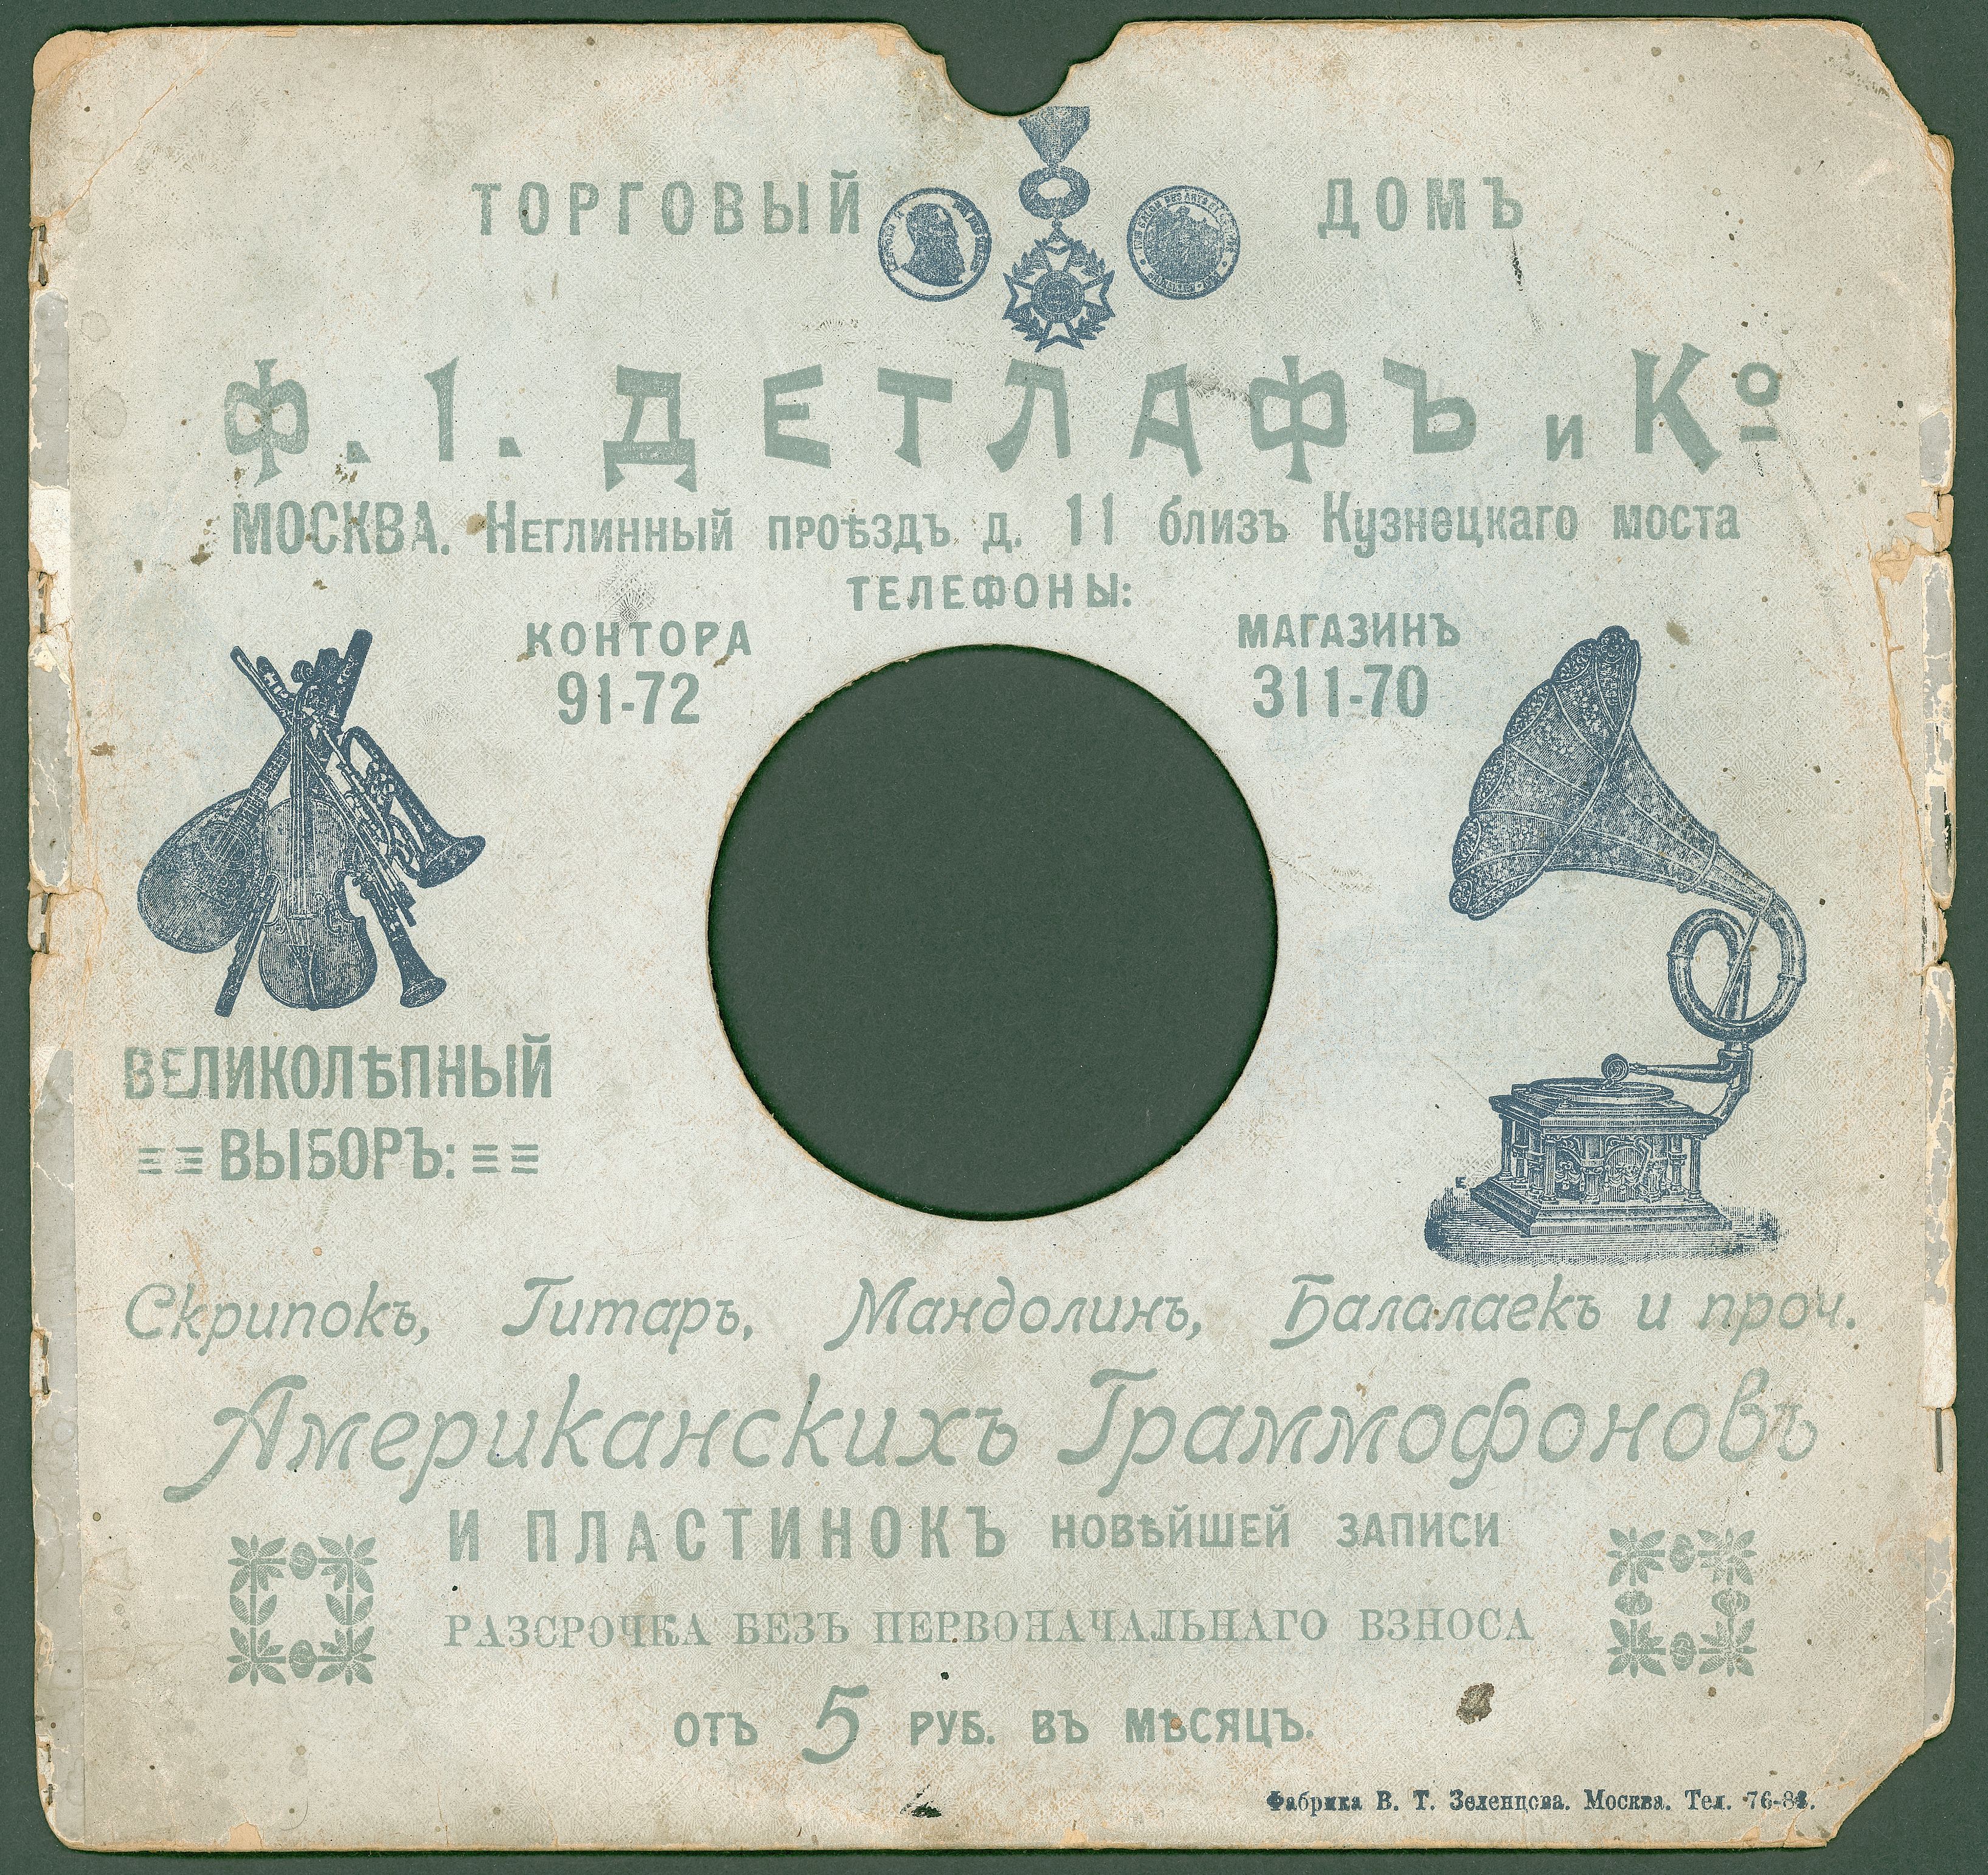 ТОРГОВЫЙ ДОМЪ
Ф. І. ДЕТЛАФЪ и Ко
МОСКВА. Неглинный проѣздъ д. 11 близъ Кузнецкаго моста
ТЕЛЕФОНЫ:
КОНТОРА
91-72
МАГАЗИНЪ
311-70
ВЕЛИКОЛѢПНЫЙ
ВЫБОРЪ:
Скрипокъ, Гитаръ, Мандолинъ, Балалаекъ и проч.
Американскихъ Граммофоновъ
И ПЛАСТИНОКЪ НОВѢЙШЕЙ ЗАПИСИ
РАЗСРОЧКА БЕЗЪ ПЕРВОНАЧАЛЬНАГО ВЗНОСА
ОТЪ 5 РУБ. ВЪ МѢСЯЦЪ.
Фабрика В. Т. Зеленцова. Москва. Тел.